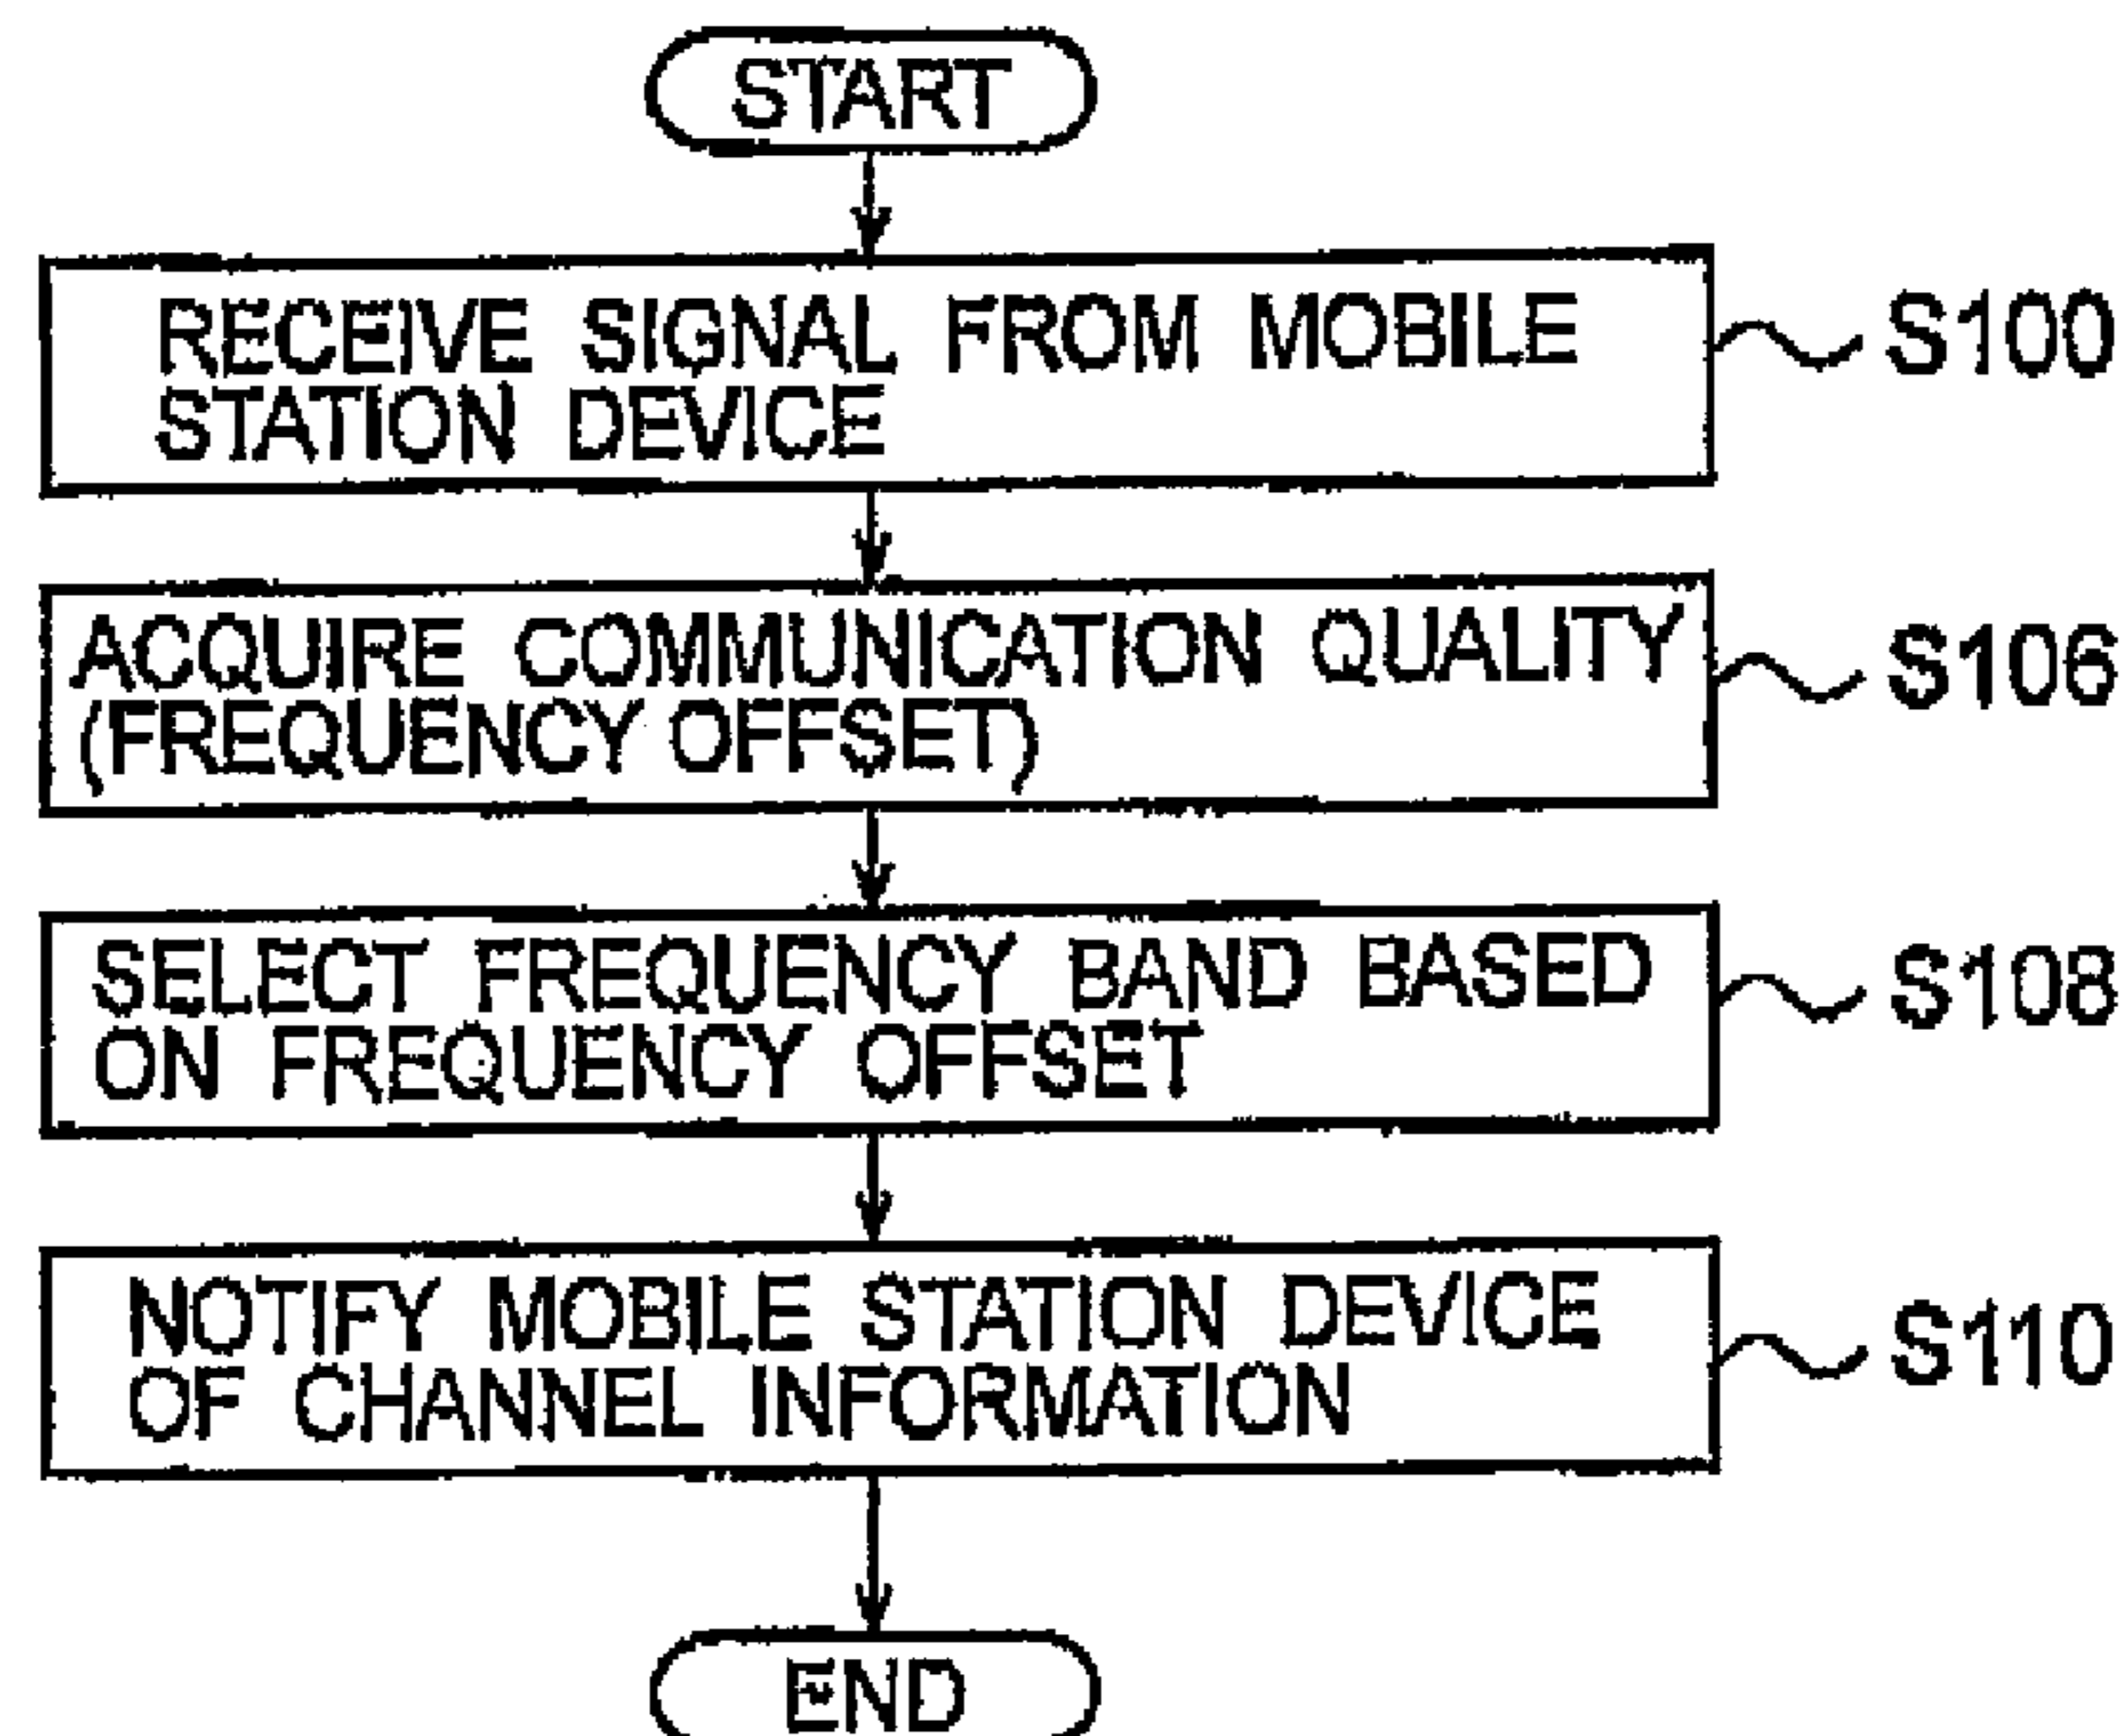 START
RECEIVE SIGNAL FROM MOBILE
STATION DEVICE
S100
ACQUIRE COMMUNICATION QUALITY
(FREQUENCY OFFSET)
S106
SELECT FREQUENCY BAND BASED
ON FREQUENCY OFFSET
S108
NOTIFY MOBILE STATION DEVICE
OF CHANNEL INFORMATION
S110
END